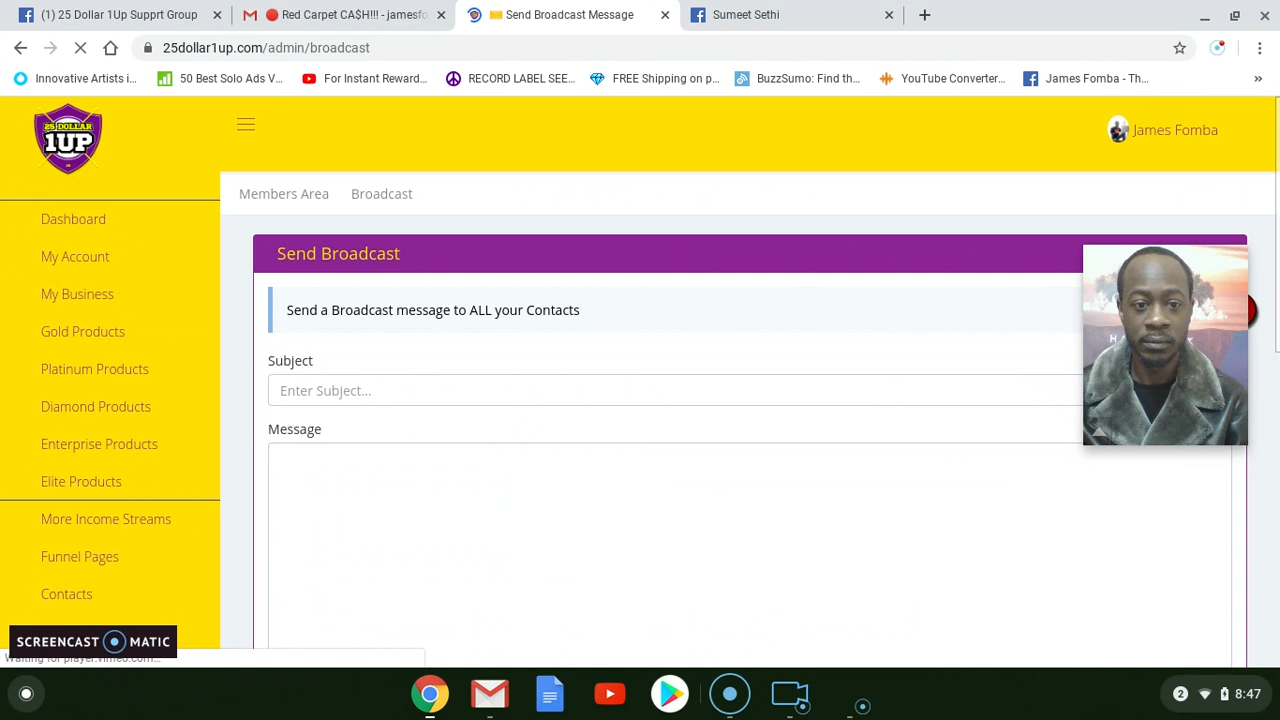 (1) 25 Dollar 1Up Supprt Group
🔴 Red Carpet CA$H!!! - jamesfo
Send Broadcast Message
Sumeet Sethi
25dollar1up.com/admin/broadcast
Innovative Artists i...
50 Best Solo Ads V...
For Instant Reward...
RECORD LABEL SEE...
FREE Shipping on p...
BuzzSumo: Find th...
YouTube Converter...
James Fomba - Th...
»
25 DOLLAR
1UP
James Fomba
Members Area Broadcast
Dashboard
My Account
My Business
Gold Products
Platinum Products
Diamond Products
Enterprise Products
Elite Products
More Income Streams
Funnel Pages
Contacts
Send Broadcast
Send a Broadcast message to ALL your Contacts
Subject
Enter Subject...
Message
SCREENCAST MATIC
Waiting for player.vimeo.com...
2 8:47